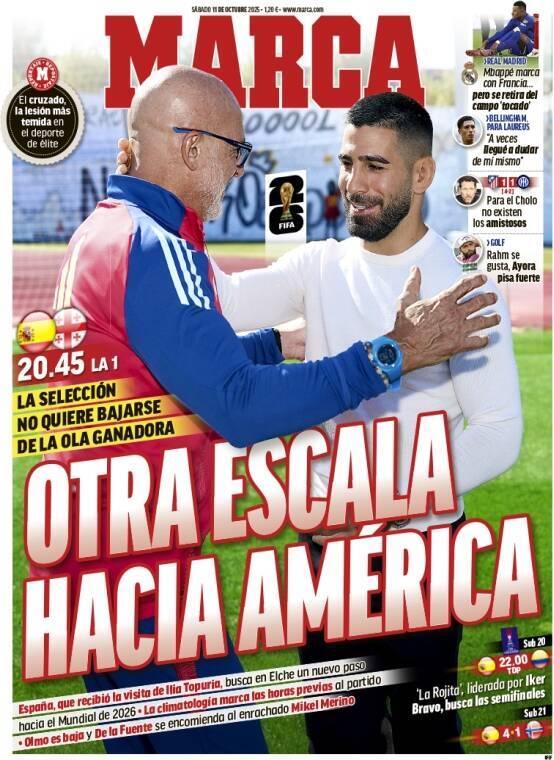 SÁBADO 11 DE OCTUBRE 2025 • 1,20 € • www.marca.com
MARCA
REPORTAJE • REPORTAJE
M
El cruzado,
la lesión más
temida en
el deporte
de élite
› REAL MADRID
Mbappé marca
con Francia...
pero se retira del
campo 'tocado'
› BELLINGHAM,
PARA LAUREUS
"A veces
llegué a dudar
de mí mismo"
1 1
[4-2]
Para el Cholo
no existen
los amistosos
› GOLF
Rahm se
gusta, Ayora
pisa fuerte
OOOL
26
FIFA
20.45 LA 1
LA SELECCIÓN
NO QUIERE BAJARSE
DE LA OLA GANADORA
OTRA ESCALA
HACIA AMÉRICA
España, que recibió la visita de Ilia Topuria, busca en Elche un nuevo paso
hacia el Mundial de 2026 • La climatología marca las horas previas al partido
• Olmo es baja y De la Fuente se encomienda al enrachado Mikel Merino
Sub 20
22.00
TDP
'La Rojita', liderada por Iker
Bravo, busca las semifinales
Sub 21
4-1